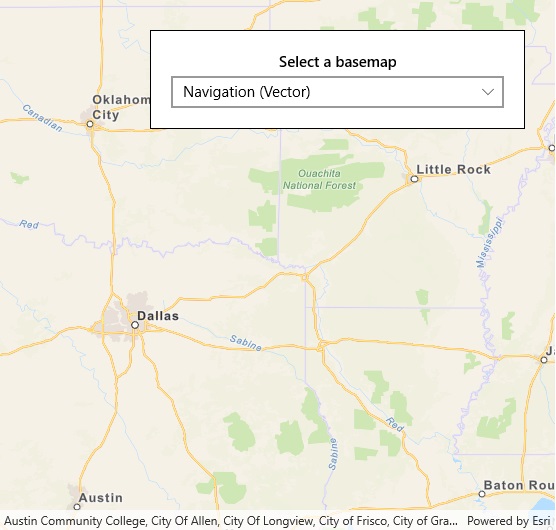 Select a basemap
Navigation (Vector)
Oklahom
City
Canadian
Ouachita
National Forest
Little Rock
Red
Mississippi
Dallas
Sabine
Ja
Red
Sabine
Baton Rou
Austin
Austin Community College, City Of Allen, City Of Longview, City of Frisco, City of Gra... Powered by Esri